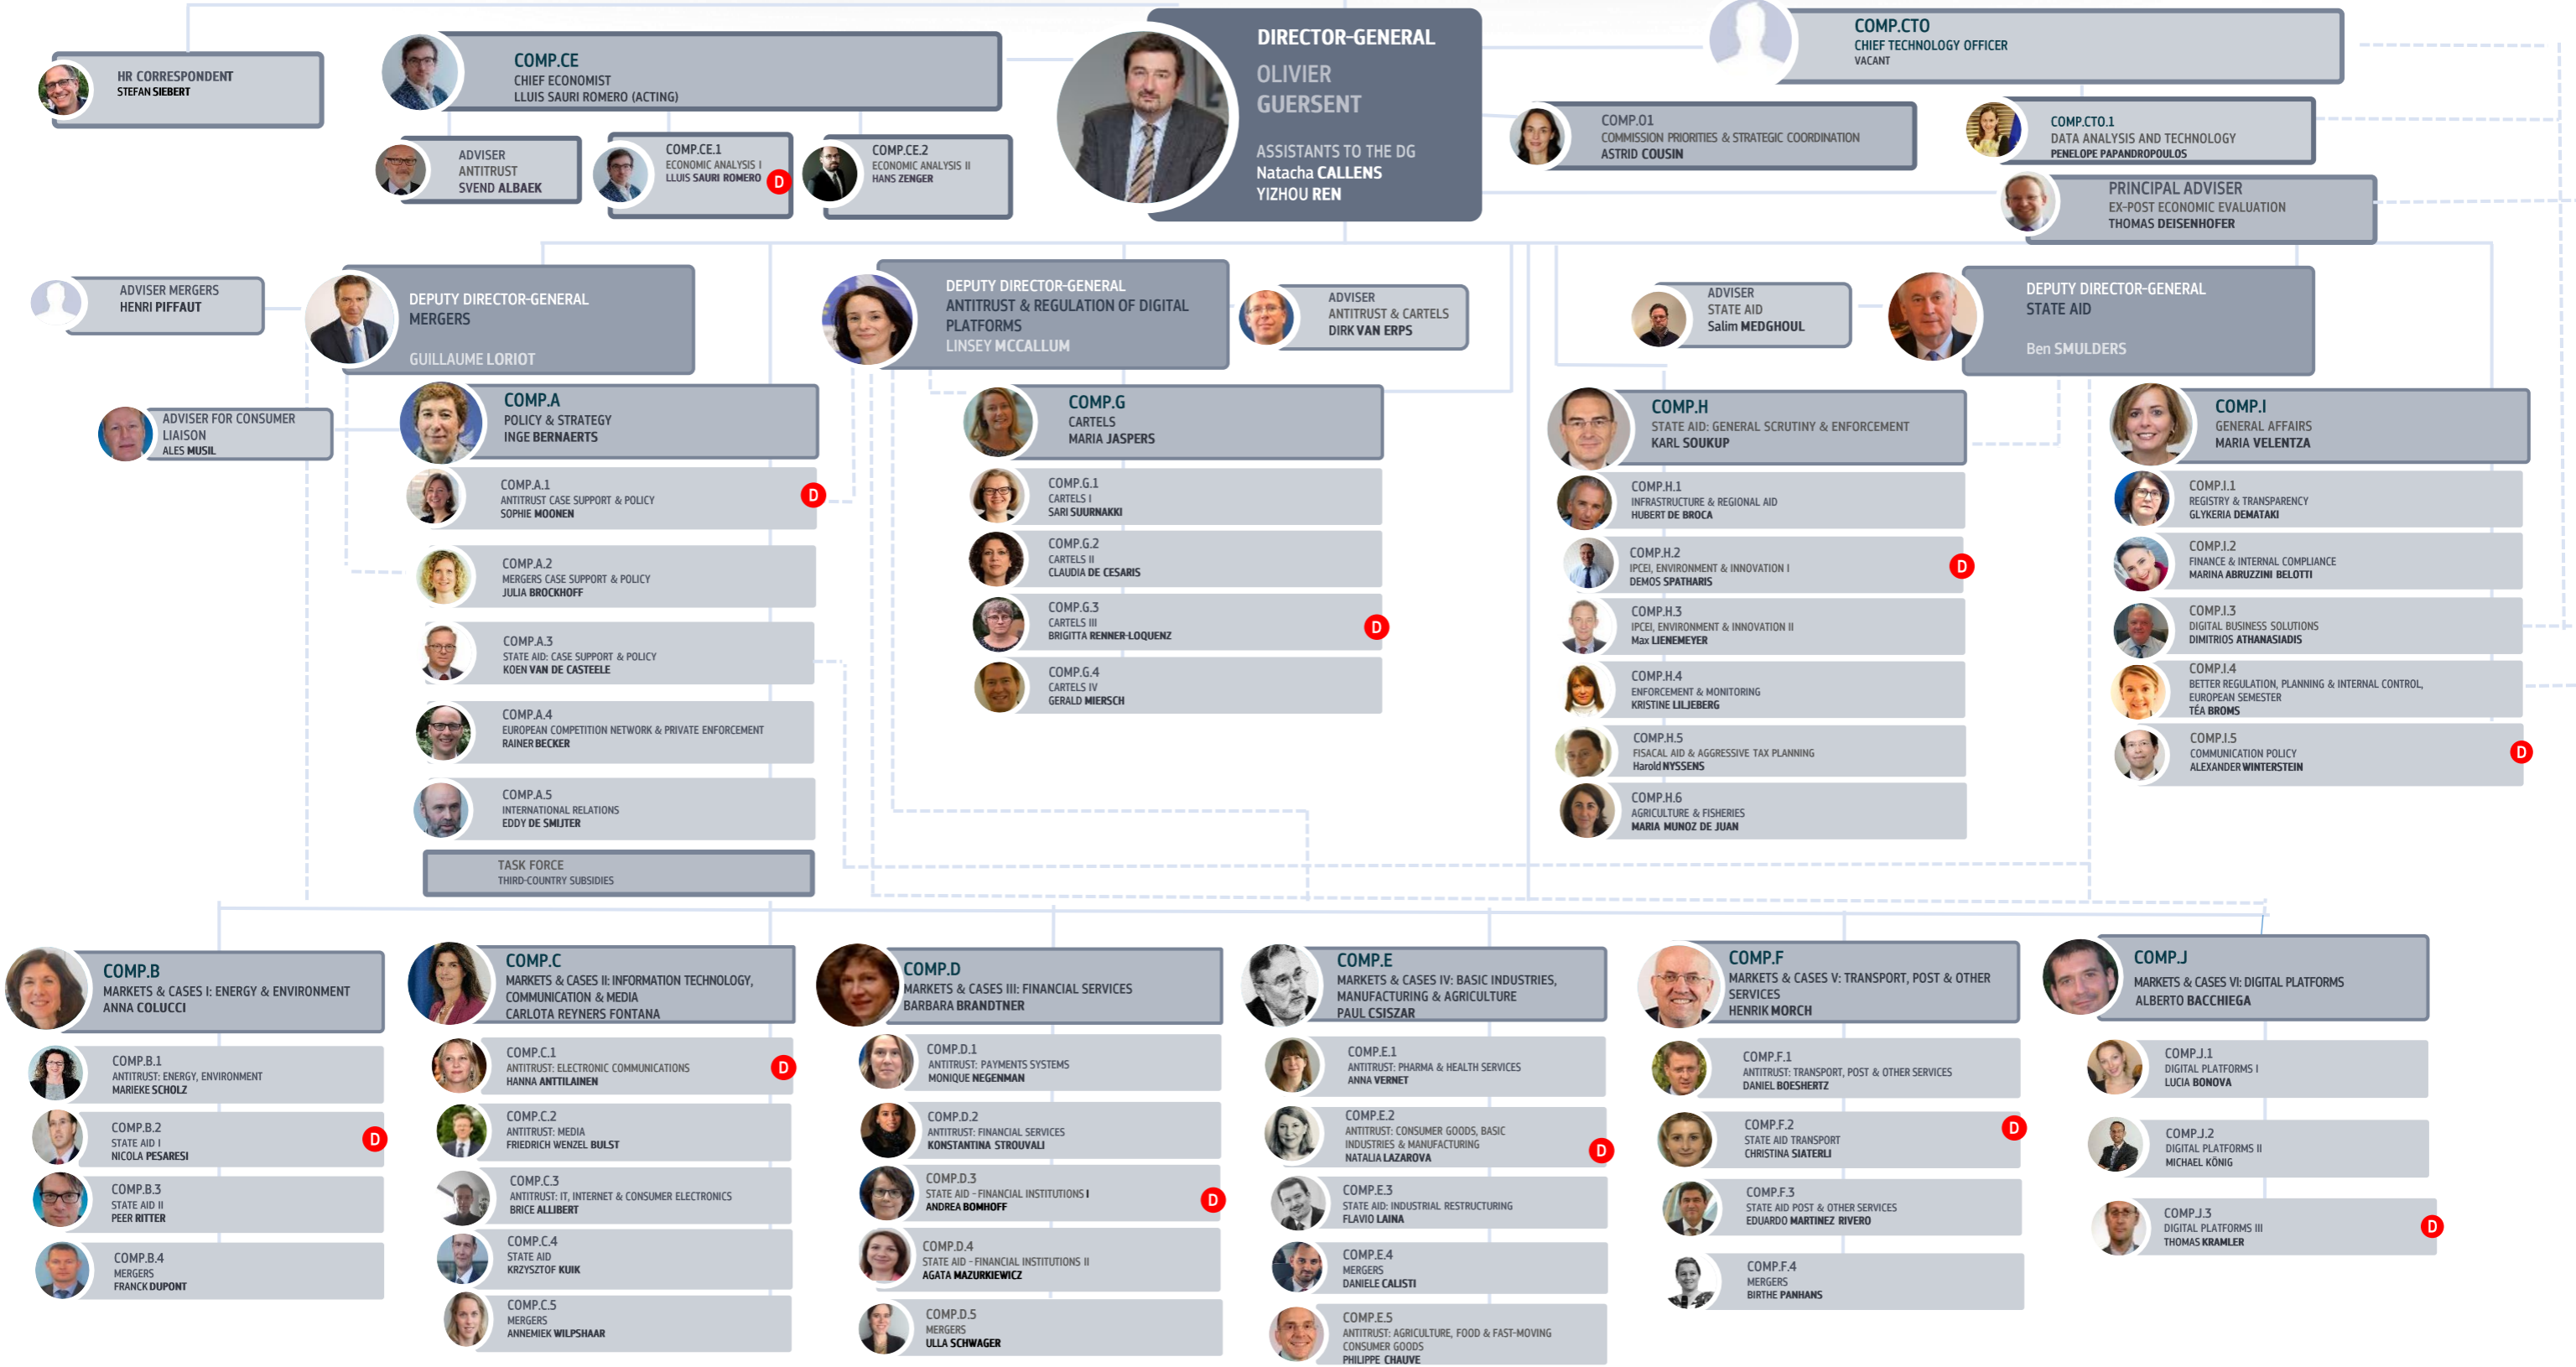 DIRECTOR-GENERAL
OLIVIER
GUERSENT
ASSISTANTS TO THE DG
Natacha CALLENS
YIZHOU REN
HR CORRESPONDENT
STEFAN SIEBERT
COMP.CE
CHIEF ECONOMIST
LLUIS SAURI ROMERO (ACTING)
ADVISER
ANTITRUST
SVEND ALBAEK
COMP.CE.1
ECONOMIC ANALYSIS I
LLUIS SAURI ROMERO
D
COMP.CE.2
ECONOMIC ANALYSIS II
HANS ZENGER
COMP.CTO
CHIEF TECHNOLOGY OFFICER
VACANT
COMP.O1
COMMISSION PRIORITIES & STRATEGIC COORDINATION
ASTRID COUSIN
COMP.CTO.1
DATA ANALYSIS AND TECHNOLOGY
PENELOPE PAPANDROPOULOS
PRINCIPAL ADVISER
EX-POST ECONOMIC EVALUATION
THOMAS DEISENHOFER
ADVISER MERGERS
HENRI PIFFAUT
DEPUTY DIRECTOR-GENERAL
MERGERS
GUILLAUME LORIOT
DEPUTY DIRECTOR-GENERAL
ANTITRUST & REGULATION OF DIGITAL
PLATFORMS
LINSEY MCCALLUM
ADVISER
ANTITRUST & CARTELS
DIRK VAN ERPS
ADVISER
STATE AID
Salim MEDGHOUL
DEPUTY DIRECTOR-GENERAL
STATE AID
Ben SMULDERS
ADVISER FOR CONSUMER
LIAISON
ALES MUSIL
COMP.A
POLICY & STRATEGY
INGE BERNAERTS
COMP.A.1
ANTITRUST CASE SUPPORT & POLICY
SOPHIE MOONEN
D
COMP.A.2
MERGERS CASE SUPPORT & POLICY
JULIA BROCKHOFF
COMP.A.3
STATE AID: CASE SUPPORT & POLICY
KOEN VAN DE CASTEELE
COMP.A.4
EUROPEAN COMPETITION NETWORK & PRIVATE ENFORCEMENT
RAINER BECKER
COMP.A.5
INTERNATIONAL RELATIONS
EDDY DE SMIJTER
TASK FORCE
THIRD-COUNTRY SUBSIDIES
COMP.G
CARTELS
MARIA JASPERS
COMP.G.1
CARTELS I
SARI SUURNAKKI
COMP.G.2
CARTELS II
CLAUDIA DE CESARIS
COMP.G.3
CARTELS III
BRIGITTA RENNER-LOQUENZ
D
COMP.G.4
CARTELS IV
GERALD MIERSCH
COMP.H
STATE AID: GENERAL SCRUTINY & ENFORCEMENT
KARL SOUKUP
COMP.H.1
INFRASTRUCTURE & REGIONAL AID
HUBERT DE BROCA
COMP.H.2
IPCEI, ENVIRONMENT & INNOVATION I
DEMOS SPATHARIS
D
COMP.H.3
IPCEI, ENVIRONMENT & INNOVATION II
Max LIENEMEYER
COMP.H.4
ENFORCEMENT & MONITORING
KRISTINE LILJEBERG
COMP.H.5
FISACAL AID & AGGRESSIVE TAX PLANNING
Harold NYSSENS
COMP.H.6
AGRICULTURE & FISHERIES
MARIA MUNOZ DE JUAN
COMP.I
GENERAL AFFAIRS
MARIA VELENTZA
COMP.I.1
REGISTRY & TRANSPARENCY
GLYKERIA DEMATAKI
COMP.I.2
FINANCE & INTERNAL COMPLIANCE
MARINA ABRUZZINI BELOTTI
COMP.I.3
DIGITAL BUSINESS SOLUTIONS
DIMITRIOS ATHANASIADIS
COMP.I.4
BETTER REGULATION, PLANNING & INTERNAL CONTROL,
EUROPEAN SEMESTER
TÉA BROMS
COMP.I.5
COMMUNICATION POLICY
ALEXANDER WINTERSTEIN
D
COMP.B
MARKETS & CASES I: ENERGY & ENVIRONMENT
ANNA COLUCCI
COMP.B.1
ANTITRUST: ENERGY, ENVIRONMENT
MARIEKE SCHOLZ
COMP.B.2
STATE AID I
NICOLA PESARESI
D
COMP.B.3
STATE AID II
PEER RITTER
COMP.B.4
MERGERS
FRANCK DUPONT
COMP.C
MARKETS & CASES II: INFORMATION TECHNOLOGY,
COMMUNICATION & MEDIA
CARLOTA REYNERS FONTANA
COMP.C.1
ANTITRUST: ELECTRONIC COMMUNICATIONS
HANNA ANTTILAINEN
D
COMP.C.2
ANTITRUST: MEDIA
FRIEDRICH WENZEL BULST
COMP.C.3
ANTITRUST: IT, INTERNET & CONSUMER ELECTRONICS
BRICE ALLIBERT
COMP.C.4
STATE AID
KRZYSZTOF KUIK
COMP.C.5
MERGERS
ANNEMIEK WILPSHAAR
COMP.D
MARKETS & CASES III: FINANCIAL SERVICES
BARBARA BRANDTNER
COMP.D.1
ANTITRUST: PAYMENTS SYSTEMS
MONIQUE NEGENMAN
COMP.D.2
ANTITRUST: FINANCIAL SERVICES
KONSTANTINA STROUVALI
COMP.D.3
STATE AID - FINANCIAL INSTITUTIONS I
ANDREA BOMHOFF
D
COMP.D.4
STATE AID - FINANCIAL INSTITUTIONS II
AGATA MAZURKIEWICZ
COMP.D.5
MERGERS
ULLA SCHWAGER
COMP.E
MARKETS & CASES IV: BASIC INDUSTRIES,
MANUFACTURING & AGRICULTURE
PAUL CSISZAR
COMP.E.1
ANTITRUST: PHARMA & HEALTH SERVICES
ANNA VERNET
COMP.E.2
ANTITRUST: CONSUMER GOODS, BASIC
INDUSTRIES & MANUFACTURING
NATALIA LAZAROVA
D
COMP.E.3
STATE AID: INDUSTRIAL RESTRUCTURING
FLAVIO LAINA
COMP.E.4
MERGERS
DANIELE CALISTI
COMP.E.5
ANTITRUST: AGRICULTURE, FOOD & FAST-MOVING
CONSUMER GOODS
PHILIPPE CHAUVE
COMP.F
MARKETS & CASES V: TRANSPORT, POST & OTHER
SERVICES
HENRIK MORCH
COMP.F.1
ANTITRUST: TRANSPORT, POST & OTHER SERVICES
DANIEL BOESHERTZ
COMP.F.2
STATE AID TRANSPORT
CHRISTINA SIATERLI
D
COMP.F.3
STATE AID POST & OTHER SERVICES
EDUARDO MARTINEZ RIVERO
COMP.F.4
MERGERS
BIRTHE PANHANS
COMP.J
MARKETS & CASES VI: DIGITAL PLATFORMS
ALBERTO BACCHIEGA
COMP.J.1
DIGITAL PLATFORMS I
LUCIA BONOVA
COMP.J.2
DIGITAL PLATFORMS II
MICHAEL KÖNIG
COMP.J.3
DIGITAL PLATFORMS III
THOMAS KRAMLER
D